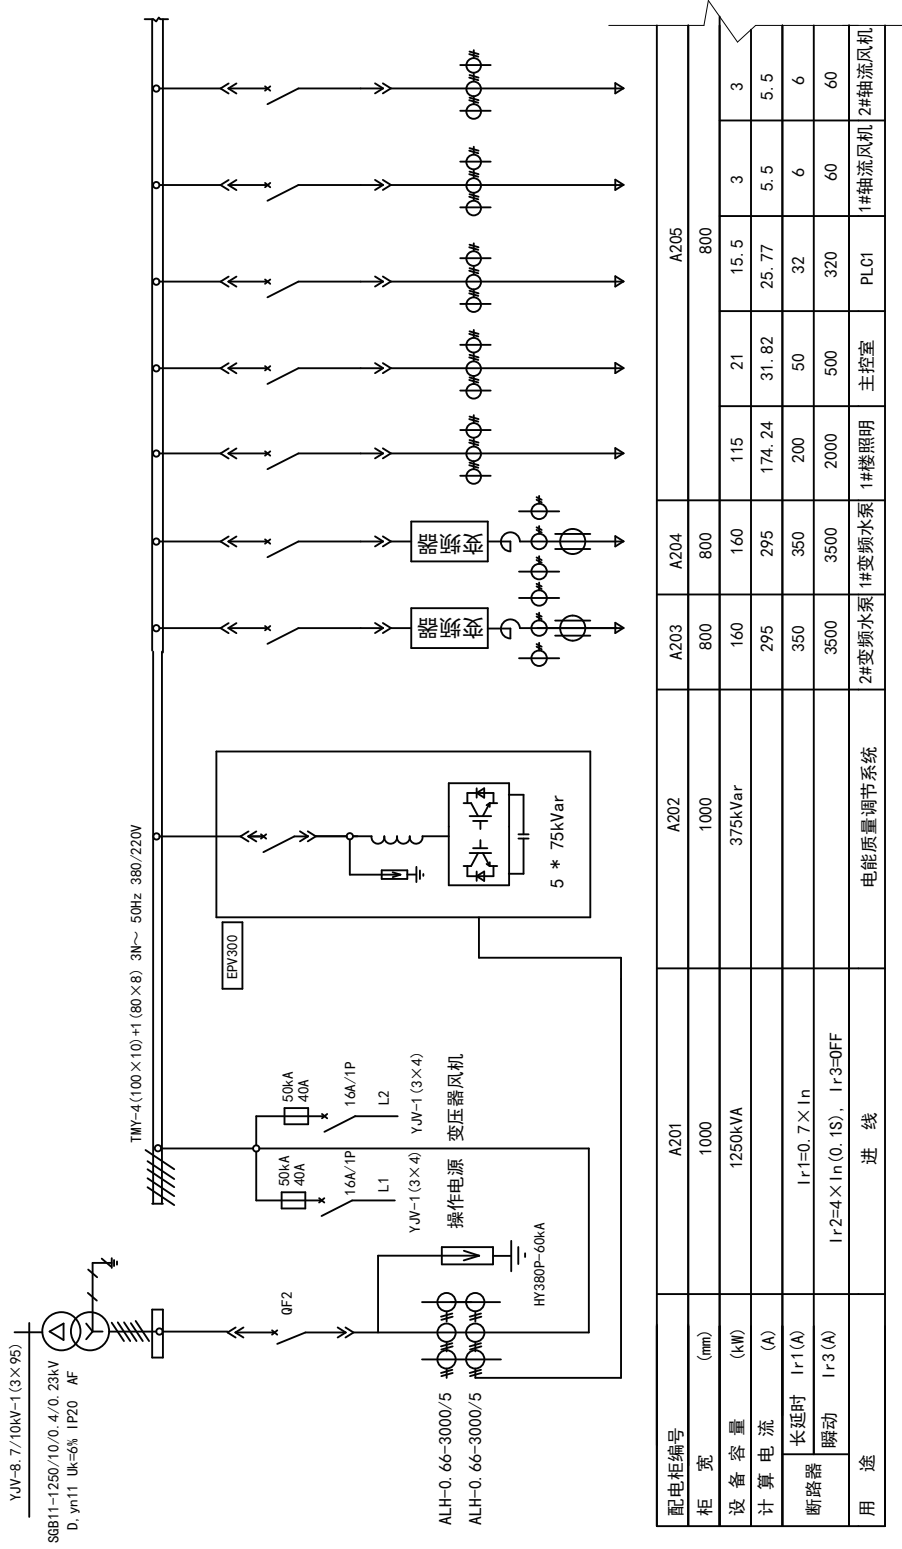 YJV-8.7/10kV-1(3×95)
SGB11-1250/10/0.4/0.23kV
D,yn11 Uk=6% IP20 AF
TMY-4(100×10)+1(80×8) 3N～ 50Hz 380/220V
QF2
ALH-0.66-3000/5
ALH-0.66-3000/5
HY380P-60kA
50kA
40A
16A/1P
L1
YJV-1(3×4)
操作电源
50kA
40A
16A/1P
L2
YJV-1(3×4)
变压器风机
EPV300
5 * 75kVar
变频器
变频器
配电柜编号 A201 A202 A203 A204 A205
柜 宽 (mm) 1000 1000 800 800 800
设 备 容 量 (kW) 1250kVA 375kVar 160 160 115 21 15.5 3 3
计 算 电 流 (A) 295 295 174.24 31.82 25.77 5.5 5.5
断路器
长延时 Ir1(A) Ir1=0.7×In 350 350 200 50 32 6 6
瞬动 Ir3(A) Ir2=4×In(0.1S), Ir3=OFF 3500 3500 2000 500 320 60 60
用 途 进 线 电能质量调节系统 2#变频水泵 1#变频水泵 1#楼照明 主控室 PLC1 1#轴流风机 2#轴流风机